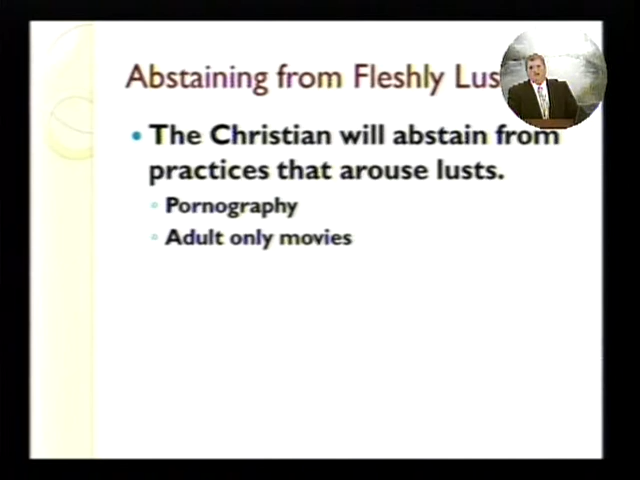 Abstaining from Fleshly Lus
• The Christian will abstain from
practices that arouse lusts.
◦ Pornography
◦ Adult only movies